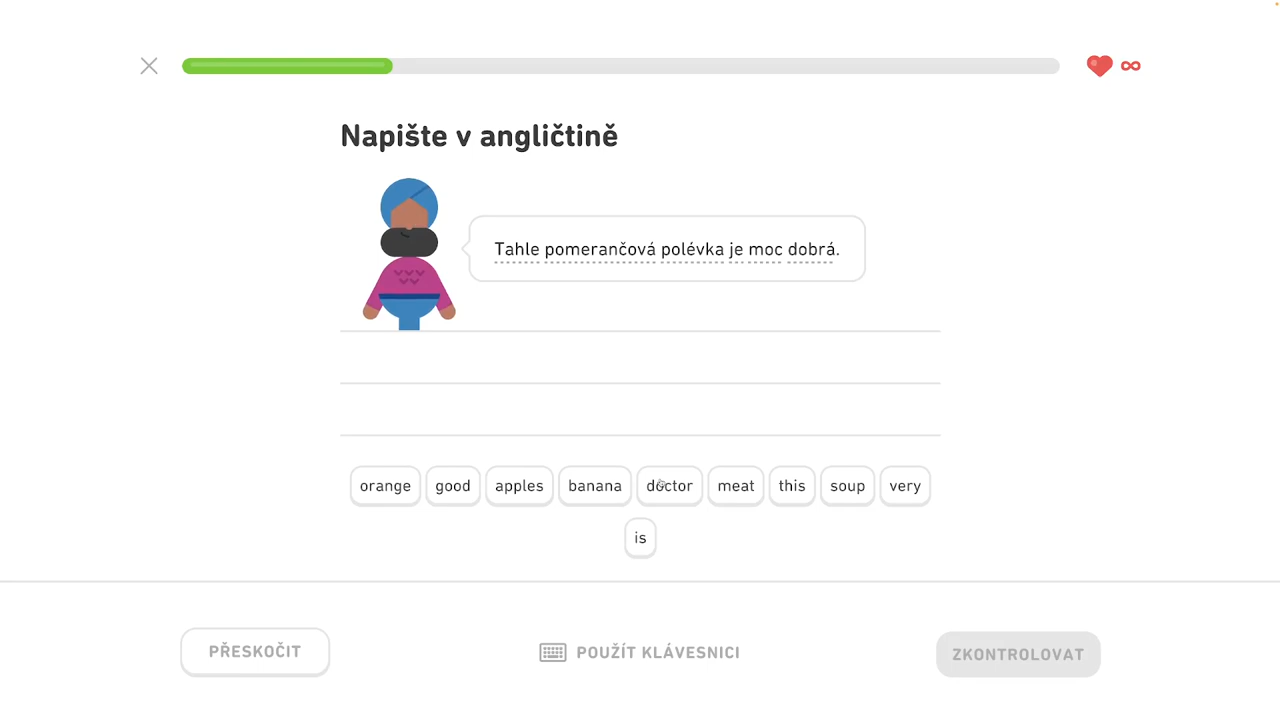 Napište v angličtině
Tahle pomerančová polévka je moc dobrá.
orange good apples banana doctor meat this soup very
is
PŘESKOČIT POUŽÍT KLÁVESNICI ZKONTROLOVAT